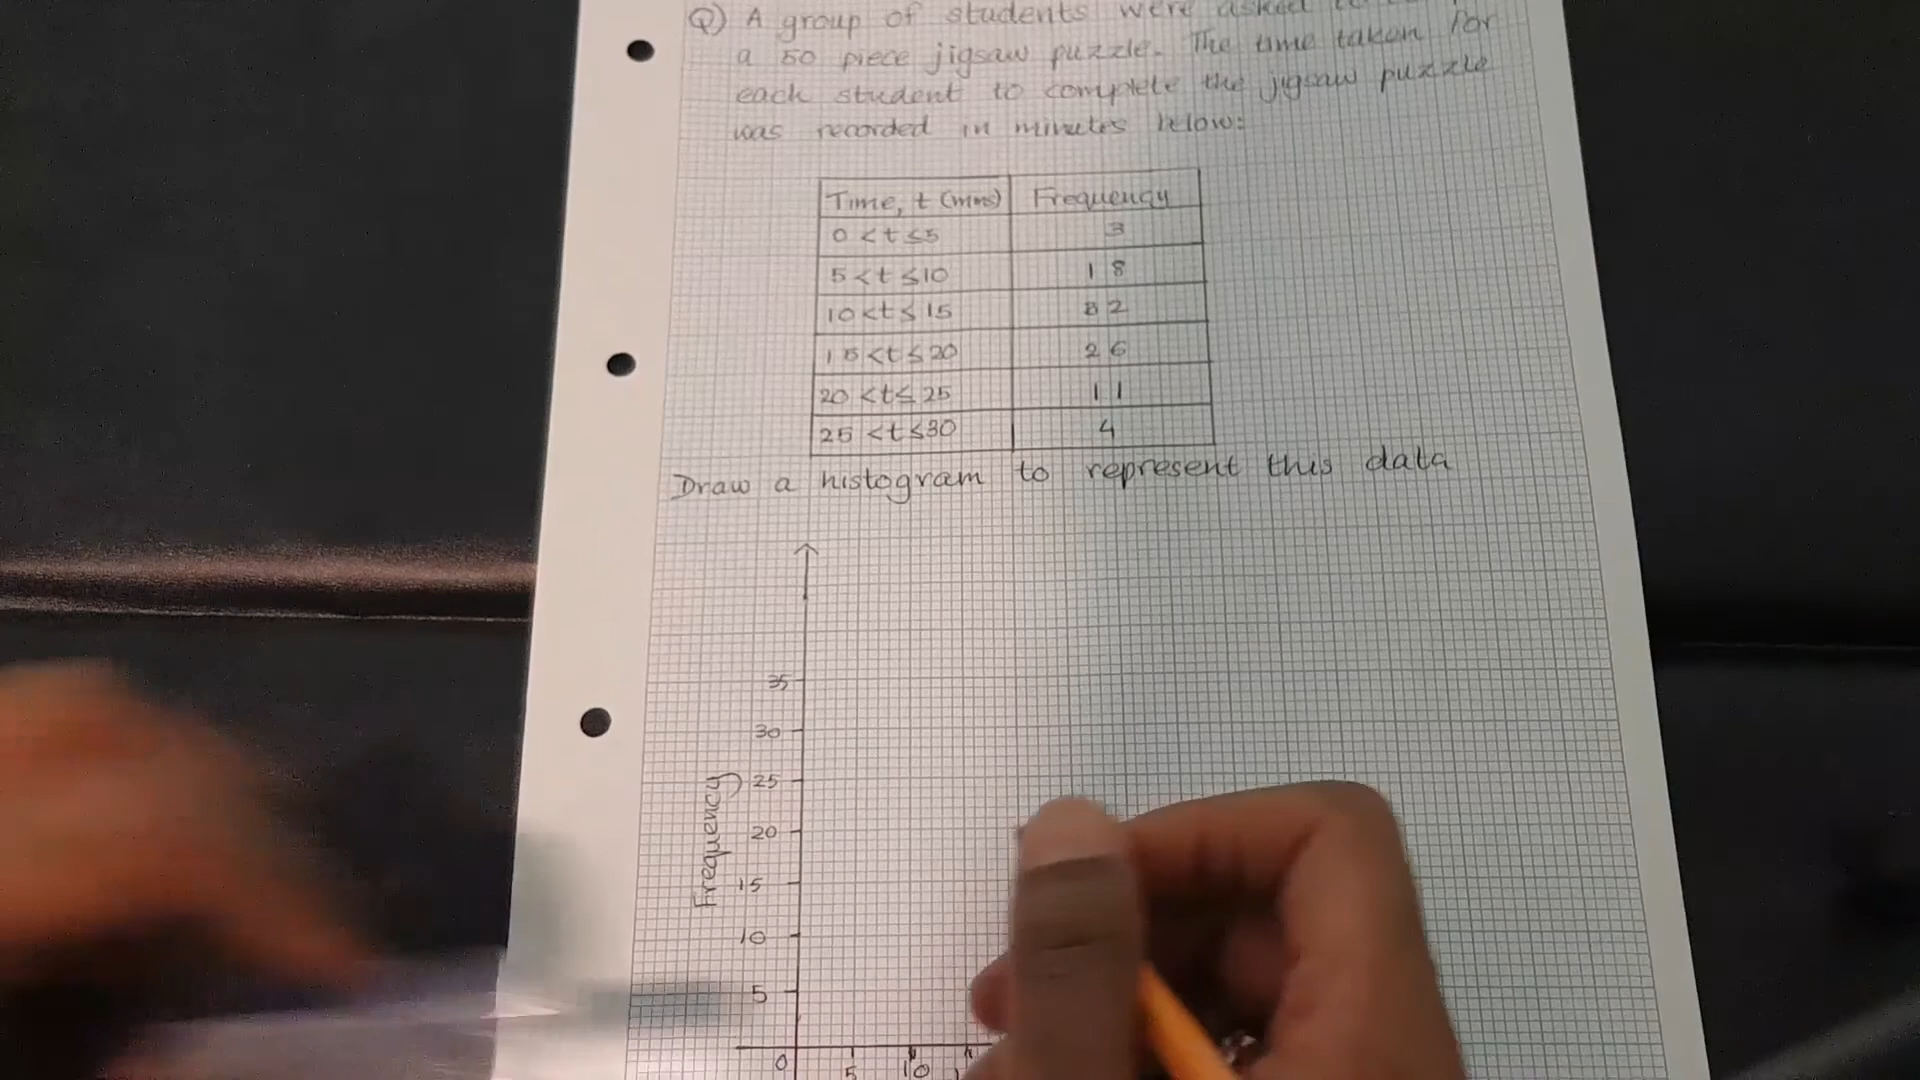 Q) A group of students were asked to
a 50 piece jigsaw puzzle. The time taken for
each student to complete the jigsaw puzzle
was recorded in minutes below:
Time, t (mins) Frequency
0 < t ≤ 5 3
5 < t ≤ 10 18
10 < t ≤ 15 32
15 < t ≤ 20 26
20 < t ≤ 25 11
25 < t ≤ 30 4
Draw a histogram to represent this data
35
30
25
20
15
10
5
Frequency
0 5 10